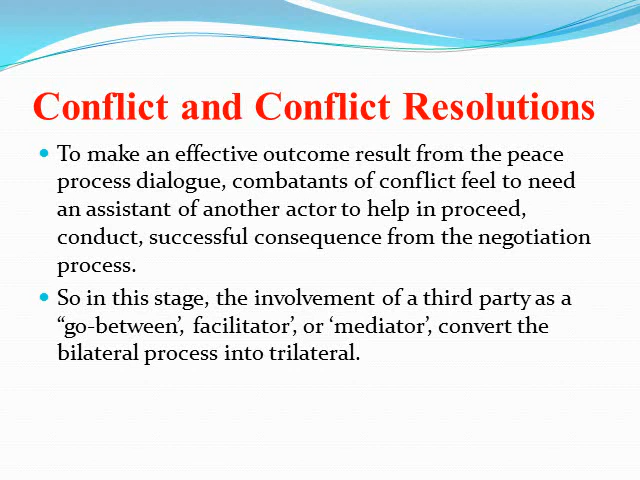 Conflict and Conflict Resolutions
To make an effective outcome result from the peace
process dialogue, combatants of conflict feel to need
an assistant of another actor to help in proceed,
conduct, successful consequence from the negotiation
process.
So in this stage, the involvement of a third party as a
“go-between’, facilitator’, or ‘mediator’, convert the
bilateral process into trilateral.